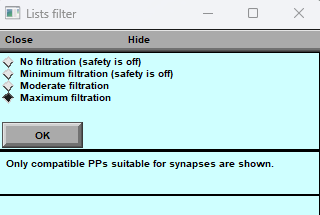 Lists filter
Close Hide
No filtration (safety is off)
Minimum filtration (safety is off)
Moderate filtration
Maximum filtration
OK
Only compatible PPs suitable for synapses are shown.